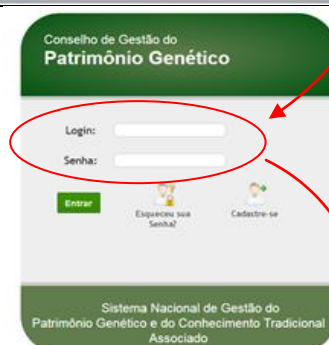 Conselho de Gestão do
Patrimônio Genético
Login:
Senha:
Entrar
Esqueceu sua
Senha?
Cadastre-se
Sistema Nacional de Gestão do
Patrimônio Genético e do Conhecimento Tradicional
Associado